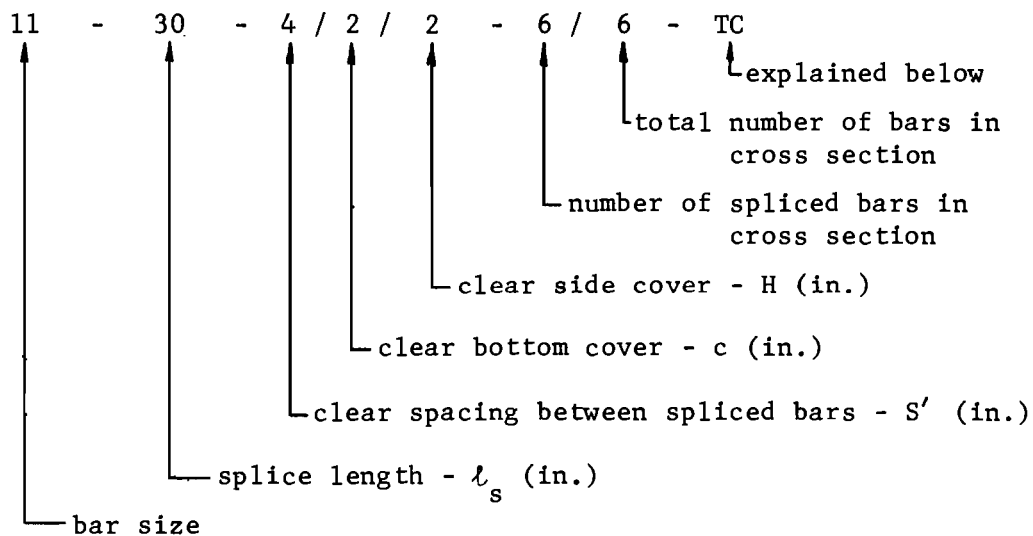 11 - 30 - 4 / 2 / 2 - 6 / 6 - TC
explained below
total number of bars in
cross section
number of spliced bars in
cross section
clear side cover - H (in.)
clear bottom cover - c (in.)
clear spacing between spliced bars - S′ (in.)
splice length - ℓs (in.)
bar size